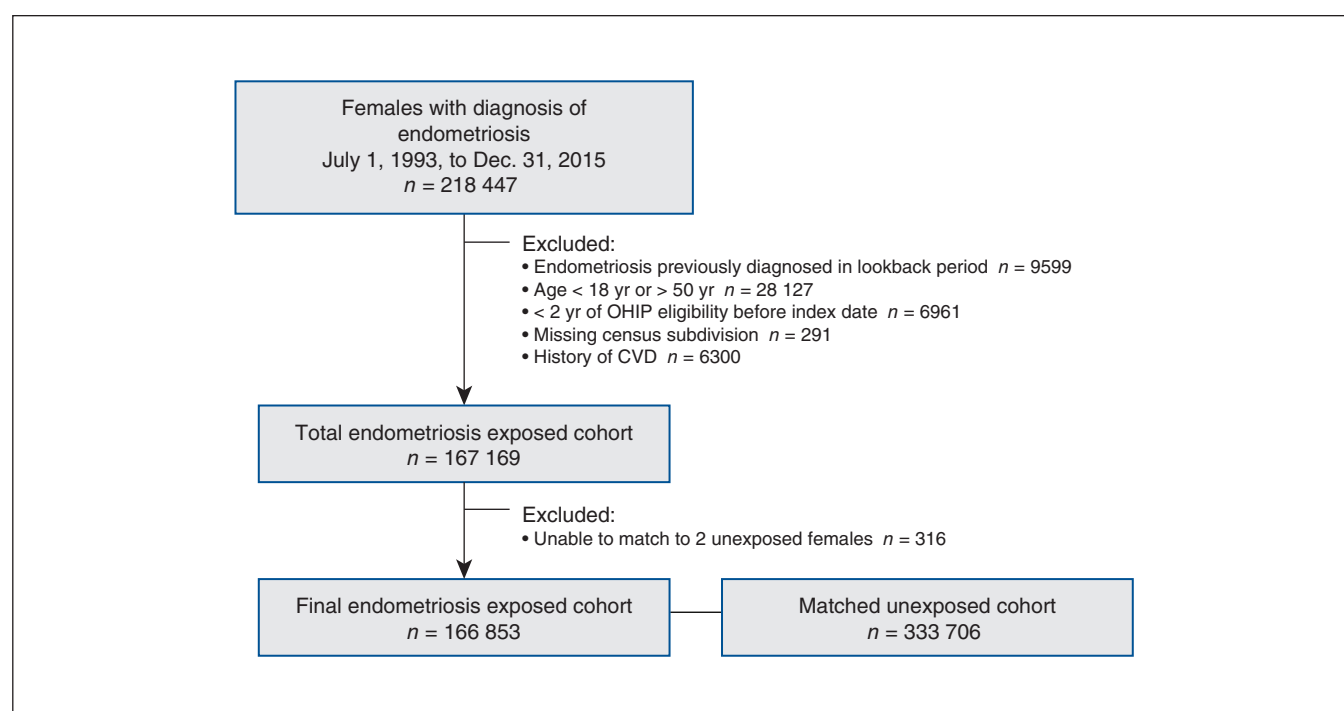 Females with diagnosis of
endometriosis
July 1, 1993, to Dec. 31, 2015
n = 218 447
Excluded:
• Endometriosis previously diagnosed in lookback period n = 9599
• Age < 18 yr or > 50 yr n = 28 127
• < 2 yr of OHIP eligibility before index date n = 6961
• Missing census subdivision n = 291
• History of CVD n = 6300
Total endometriosis exposed cohort
n = 167 169
Excluded:
• Unable to match to 2 unexposed females n = 316
Final endometriosis exposed cohort
n = 166 853
Matched unexposed cohort
n = 333 706